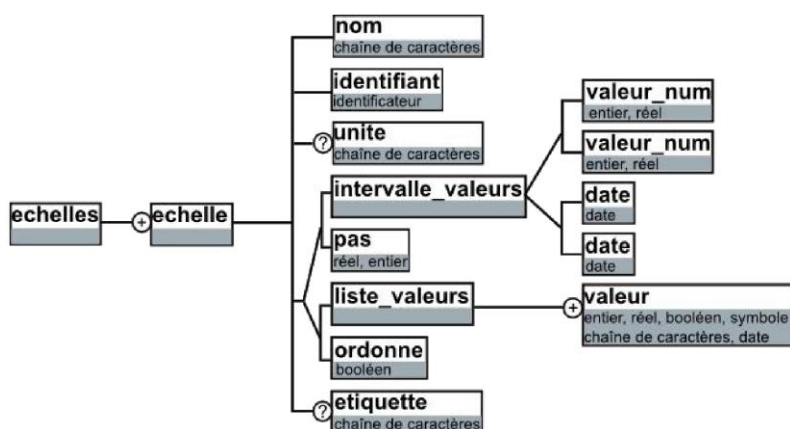 nom
chaîne de caractères
identifiant
identificateur
?
unite
chaîne de caractères
echelles
+
echelle
intervalle_valeurs
valeur_num
entier, réel
valeur_num
entier, réel
date
date
date
date
pas
réel, entier
liste_valeurs
+
valeur
entier, réel, booléen, symbole
chaîne de caractères, date
ordonne
booléen
?
etiquette
chaîne de caractères